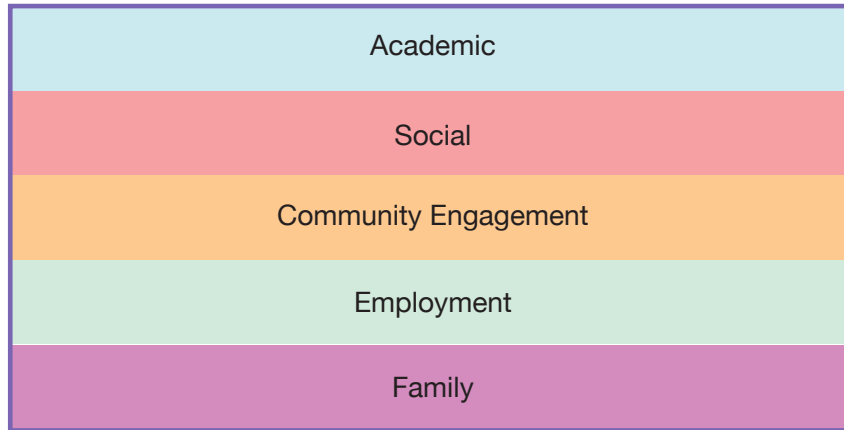 Academic
Social
Community Engagement
Employment
Family